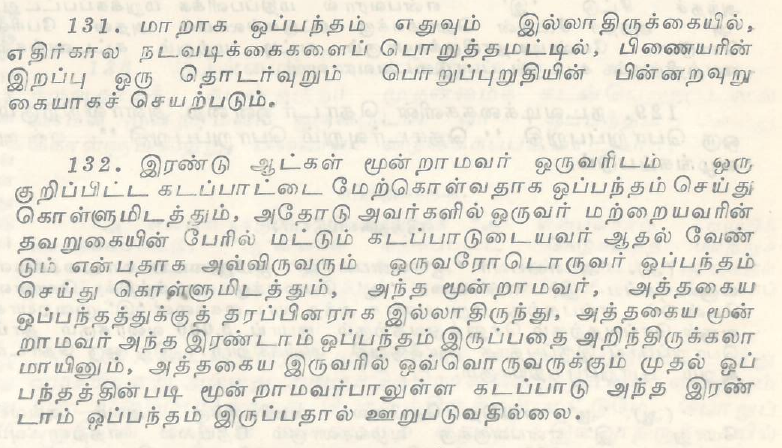 131. மாறாக ஒப்பந்தம் எதுவும் இல்லாதிருக்கையில்,
எதிர்கால நடவடிக்கைகளைப் பொறுத்தமட்டில், பிணையரின்
இறப்பு ஒரு தொடர்வுறும் பொறுப்புறுதியின் பின்னறவுறு
கையாகச் செயற்படும்.
132. இரண்டு ஆட்கள் மூன்றாமவர் ஒருவரிடம் ஒரு
குறிப்பிட்ட கடப்பாட்டை மேற்கொள்வதாக ஒப்பந்தம் செய்து
கொள்ளுமிடத்தும், அதோடு அவர்களில் ஒருவர் மற்றையவரின்
தவறுகையின் பேரில் மட்டும் கடப்பாடுடையவர் ஆதல் வேண்
டும் என்பதாக அவ்விருவரும் ஒருவரோடொருவர் ஒப்பந்தம்
செய்து கொள்ளுமிடத்தும், அந்த மூன்றாமவர், அத்தகைய
ஒப்பந்தத்துக்குத் தரப்பினராக இல்லாதிருந்து, அத்தகைய மூன்
றாமவர் அந்த இரண்டாம் ஒப்பந்தம் இருப்பதை அறிந்திருக்கலா
மாயினும், அத்தகைய இருவரில் ஒவ்வொருவருக்கும் முதல் ஒப்
பந்தத்தின்படி மூன்றாமவர்பாலுள்ள கடப்பாடு அந்த இரண்
டாம் ஒப்பந்தம் இருப்பதால் ஊறுபடுவதில்லை.